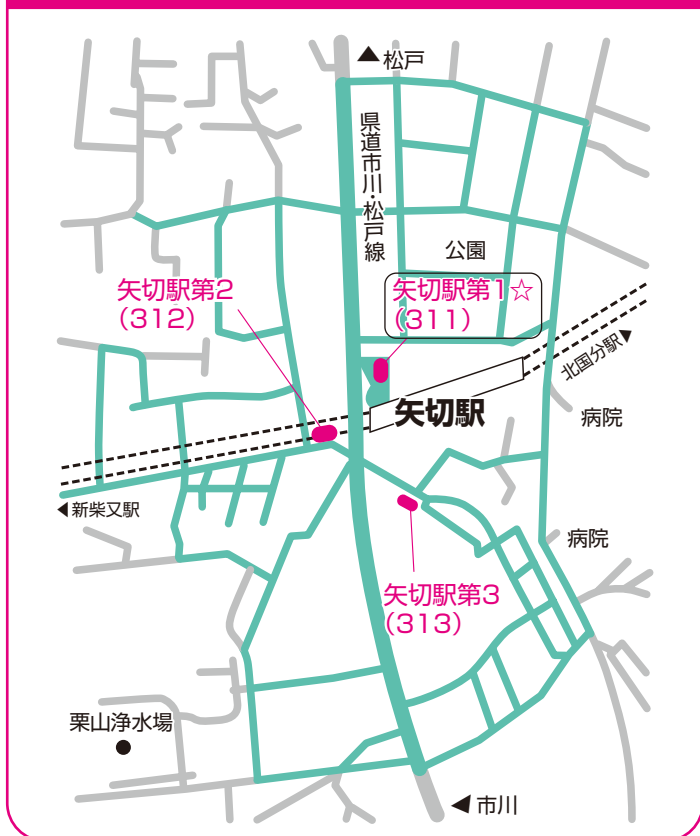 ▲松戸
県道市川・松戸線
公園
矢切駅第2
(312)
矢切駅第1☆
(311)
北国分駅▶
矢切駅
病院
◀新柴又駅
病院
矢切駅第3
(313)
栗山浄水場
◀市川